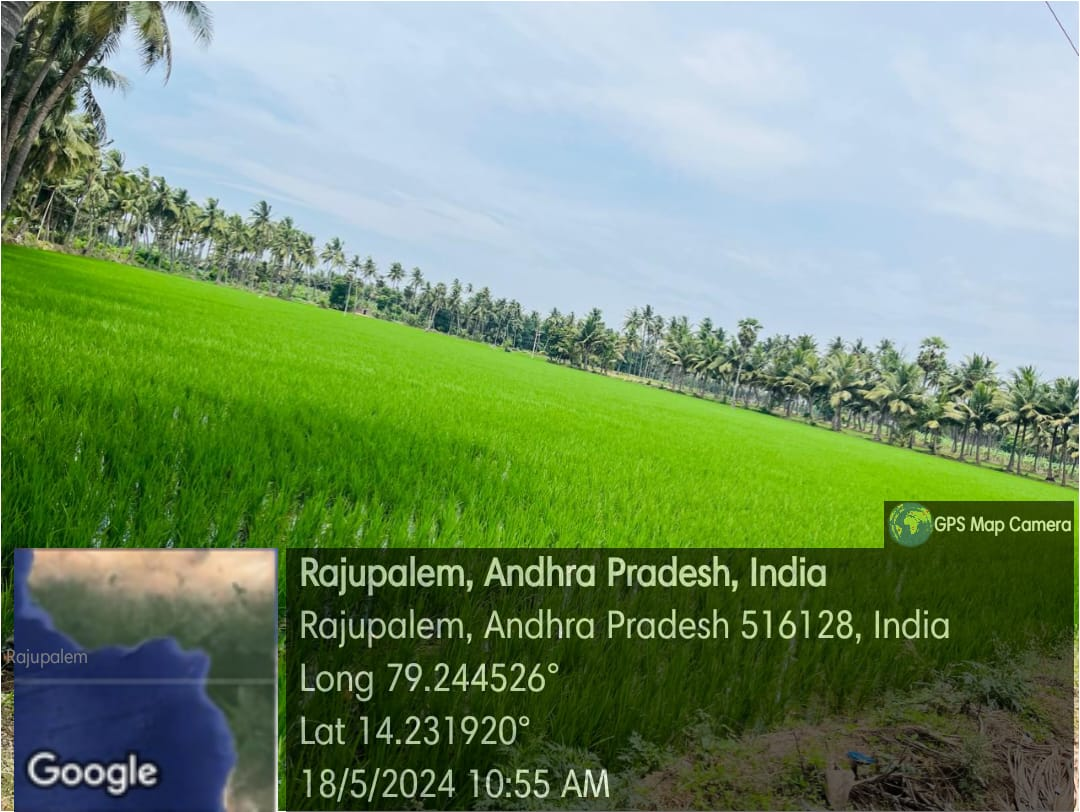 GPS Map Camera
Rajupalem, Andhra Pradesh, India
Rajupalem, Andhra Pradesh 516128, India
Rajupalem
Long 79.244526°
Lat 14.231920°
Google
18/5/2024 10:55 AM